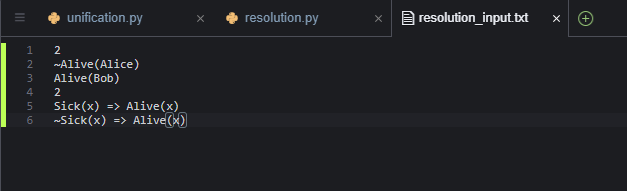 unification.py
resolution.py
resolution_input.txt
1 2
2 ~Alive(Alice)
3 Alive(Bob)
4 2
5 Sick(x) => Alive(x)
6 ~Sick(x) => Alive(x)